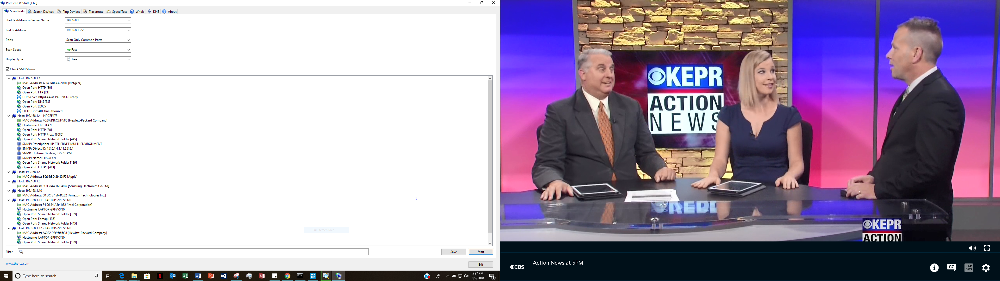 PortScan & Stuff [1.68]
Scan Ports
Search Devices
Ping Devices
Traceroute
Speed Test
WhoIs
DNS
About
Start IP Address or Server Name
192.168.1.0
End IP Address
192.168.1.255
Ports
Scan Only Common Ports
Scan Speed
Fast
Display Type
Tree
Check SMB Shares
Host: 192.168.1.1
MAC Address: A0:40:A0:AA:20:6F [Netgear]
Open Port: HTTP [80]
Open Port: FTP [21]
FTP Server: bftpd 4.4 at 192.168.1.1 ready
Open Port: DNS [53]
Open Port: 20005
HTTP Title: 401 Unauthorized
Host: 192.168.1.4 - HPC7F47F
MAC Address: FC:3F:DB:C7:F4:80 [Hewlett-Packard Company]
Hostname: HPC7F47F
Open Port: HTTP [80]
Open Port: HTTP Proxy [8080]
Open Port: Shared Network Folder [445]
SNMP: Description: HP ETHERNET MULTI-ENVIRONMENT
SNMP: Object ID: 1.3.6.1.4.1.11.2.3.9.1
SNMP: UpTime: 39 days, 3:22:18 PM
SNMP: Name: HPC7F47F
Open Port: Shared Network Folder [139]
Open Port: HTTPS [443]
Host: 192.168.1.6
MAC Address: B0:65:BD:29:85:F5 [Apple]
Host: 192.168.1.8
MAC Address: 3C:F7:A4:56:D4:B7 [Samsung Electronics Co. Ltd]
Host: 192.168.1.10
MAC Address: 50:DC:E7:56:4C:82 [Amazon Technologies Inc.]
Host: 192.168.1.11 - LAPTOP-2PF7VSN0
MAC Address: F4:96:34:A8:41:52 [Intel Corporation]
Hostname: LAPTOP-2PF7VSN0
Open Port: Shared Network Folder [139]
Open Port: Epmap [135]
Open Port: Shared Network Folder [445]
Host: 192.168.1.12 - LAPTOP-2PF7VSN0
MAC Address: AC:E2:D3:95:66:28 [Hewlett-Packard Company]
Hostname: LAPTOP-2PF7VSN0
Open Port: Shared Network Folder [139]
Full-screen Snip
Filter
Save
Start
www.the-sz.com
Exit
Type here to search
5:27 PM
8/2/2018
3
KEPR
ACTION
NEWS
KEPR
ACTION
CBS
Action News at 5PM
CC
SAP
DVS